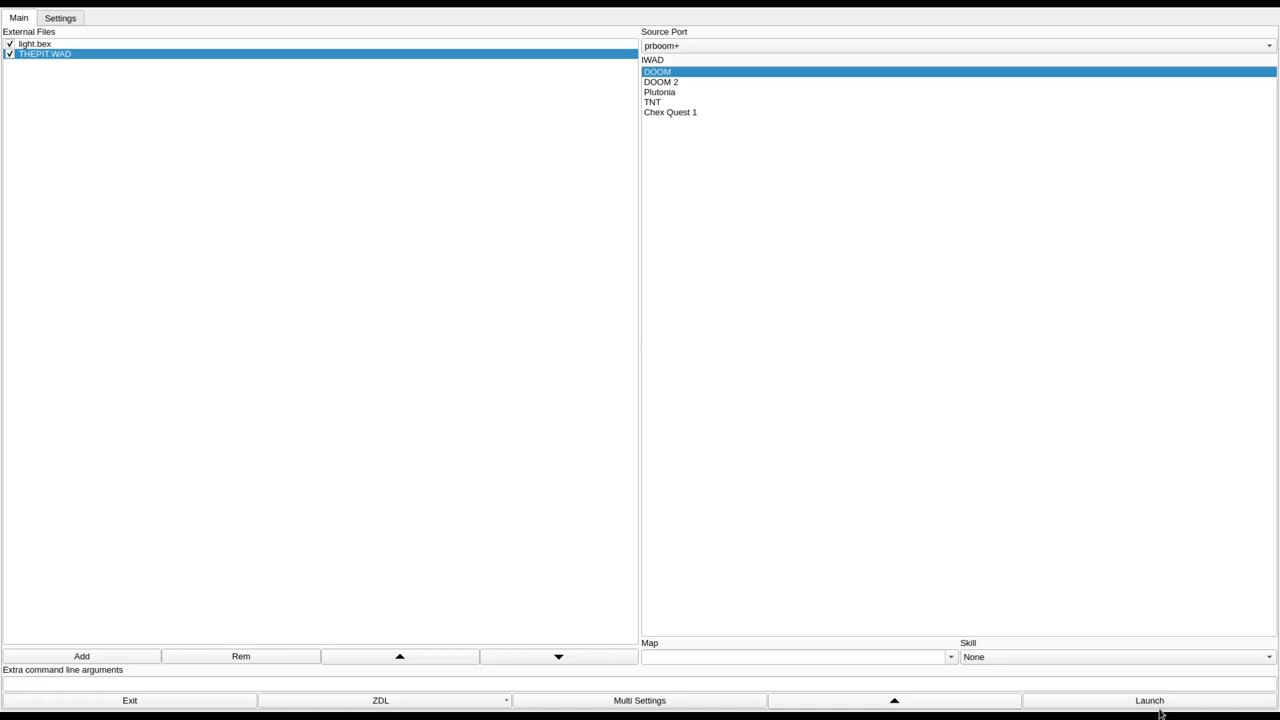 Main Settings
External Files
light.bex
THEPIT.WAD
Source Port
prboom+
IWAD
DOOM
DOOM 2
Plutonia
TNT
Chex Quest 1
Map Skill
None
Add Rem
Extra command line arguments
Exit ZDL Multi Settings Launch